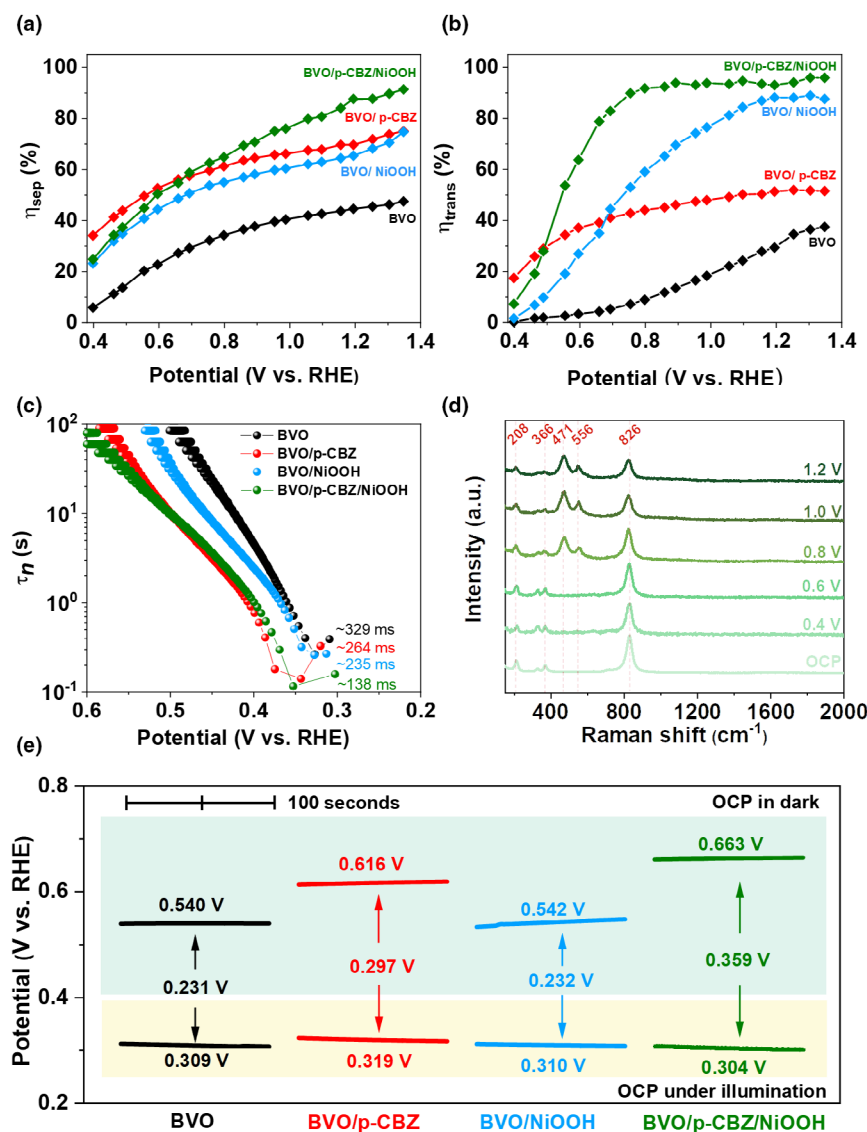 (a)
100
80
60
40
20
0
η_sep (%)
BVO/p-CBZ/NiOOH
BVO/ p-CBZ
BVO/ NiOOH
BVO
0.4 0.6 0.8 1.0 1.2 1.4
Potential (V vs. RHE)
(b)
100
80
60
40
20
0
η_trans (%)
BVO/p-CBZ/NiOOH
BVO/ NiOOH
BVO/ p-CBZ
BVO
0.4 0.6 0.8 1.0 1.2 1.4
Potential (V vs. RHE)
(c)
10²
10¹
10⁰
10⁻¹
τn (s)
BVO
BVO/p-CBZ
BVO/NiOOH
BVO/p-CBZ/NiOOH
~329 ms
~264 ms
~235 ms
~138 ms
0.6 0.5 0.4 0.3 0.2
Potential (V vs. RHE)
(d)
208 366 471 556 826
Intensity (a.u.)
1.2 V
1.0 V
0.8 V
0.6 V
0.4 V
OCP
400 800 1200 1600 2000
Raman shift (cm⁻¹)
(e)
0.8
0.6
0.4
0.2
Potential (V vs. RHE)
100 seconds
OCP in dark
0.540 V
0.231 V
0.309 V
0.616 V
0.297 V
0.319 V
0.542 V
0.232 V
0.310 V
0.663 V
0.359 V
0.304 V
OCP under illumination
BVO BVO/p-CBZ BVO/NiOOH BVO/p-CBZ/NiOOH